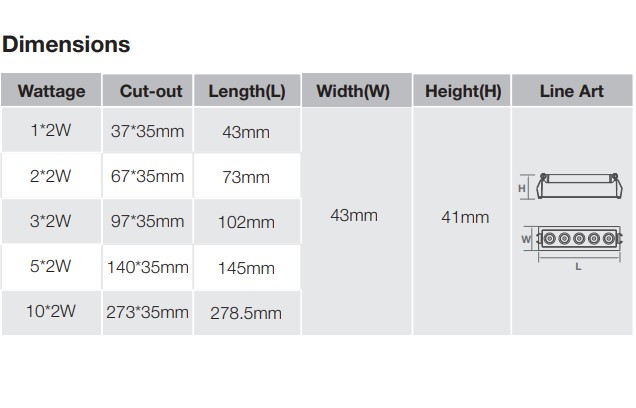 Dimensions
Wattage Cut-out Length(L) Width(W) Height(H) Line Art
1*2W 37*35mm 43mm
2*2W 67*35mm 73mm
3*2W 97*35mm 102mm
43mm 41mm
5*2W 140*35mm 145mm
10*2W 273*35mm 278.5mm
H
W
L